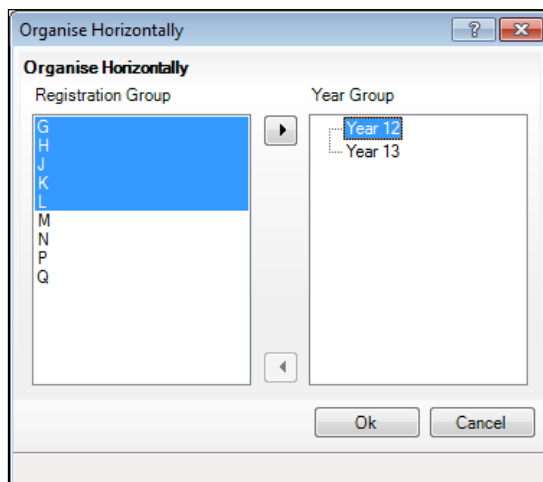 Organise Horizontally
?
Organise Horizontally
Registration Group
Year Group
G
H
J
K
L
M
N
P
Q
Year 12
Year 13
Ok
Cancel